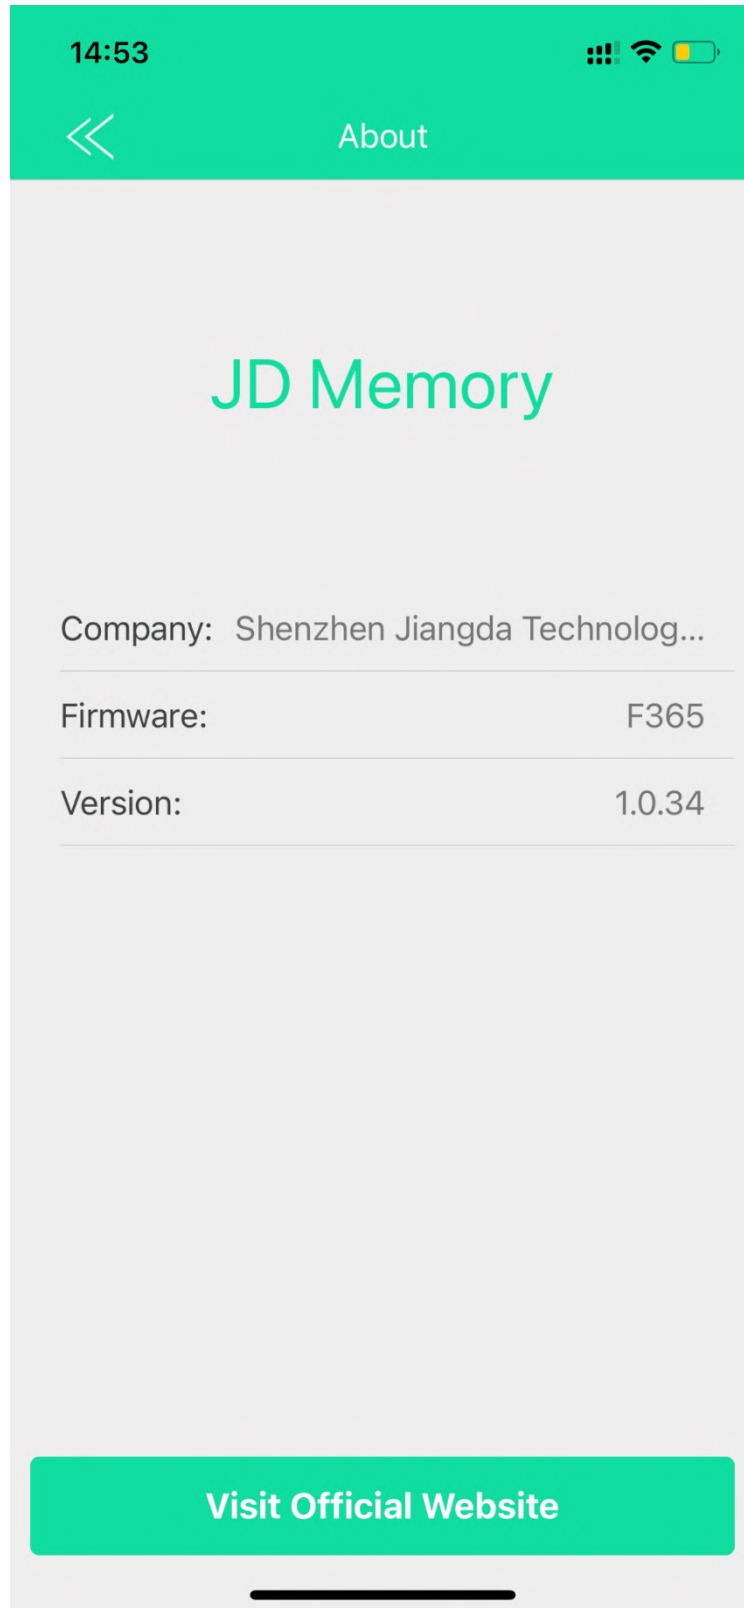 14:53
About
JD Memory
Company: Shenzhen Jiangda Technolog...
Firmware: F365
Version: 1.0.34
Visit Official Website